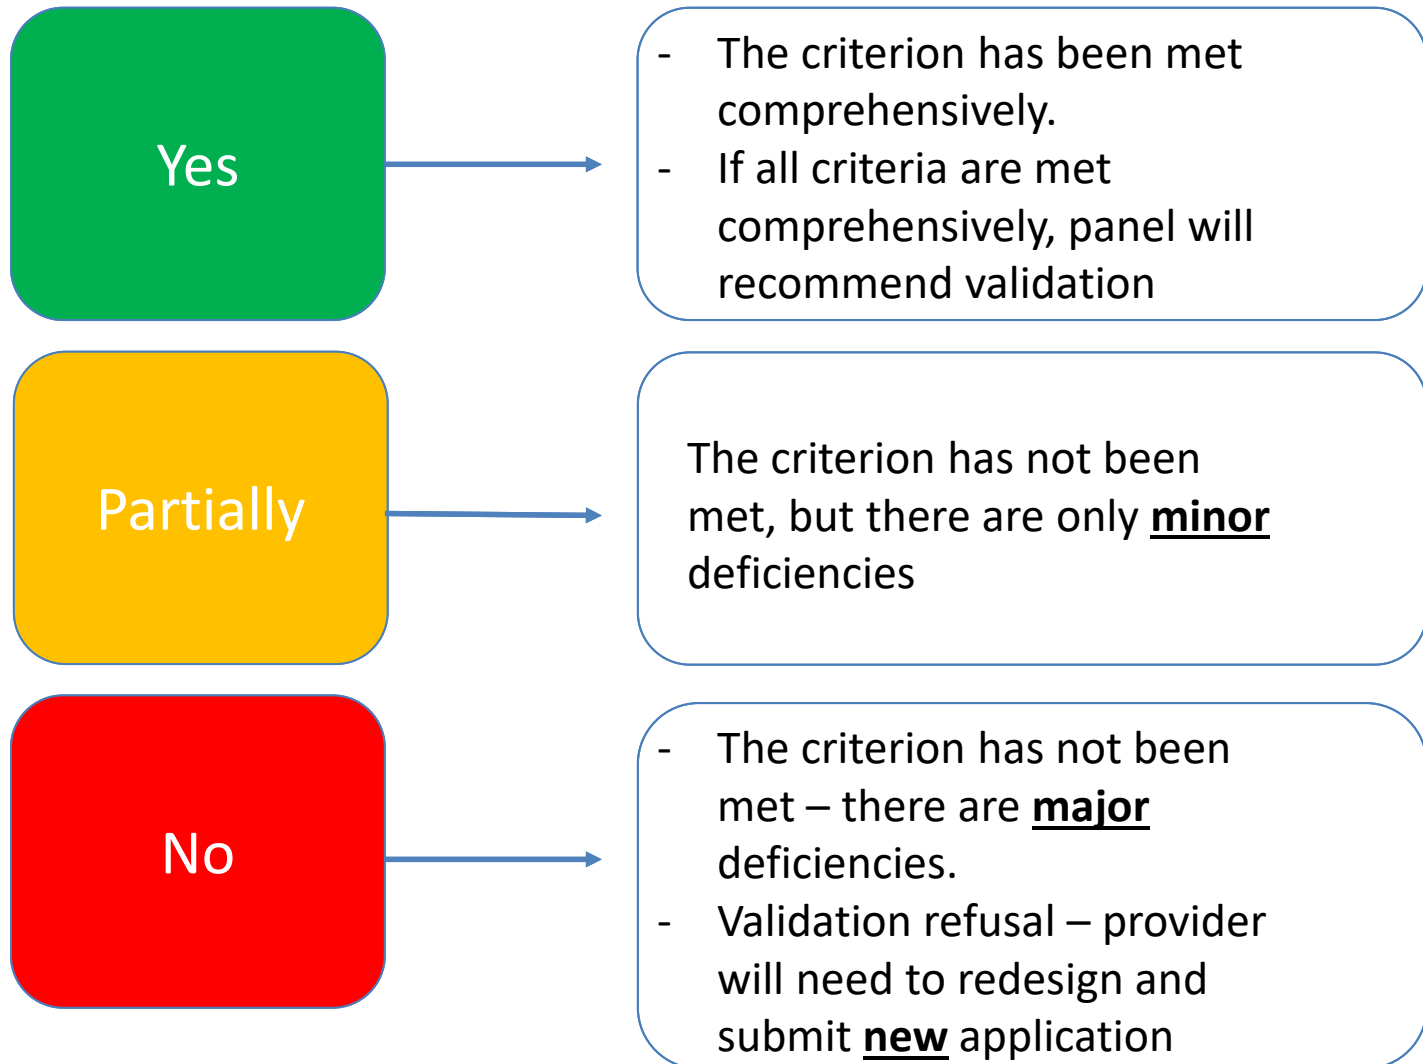 Yes
- The criterion has been met
comprehensively.
- If all criteria are met
comprehensively, panel will
recommend validation
Partially
The criterion has not been
met, but there are only minor
deficiencies
No
- The criterion has not been
met – there are major
deficiencies.
- Validation refusal – provider
will need to redesign and
submit new application